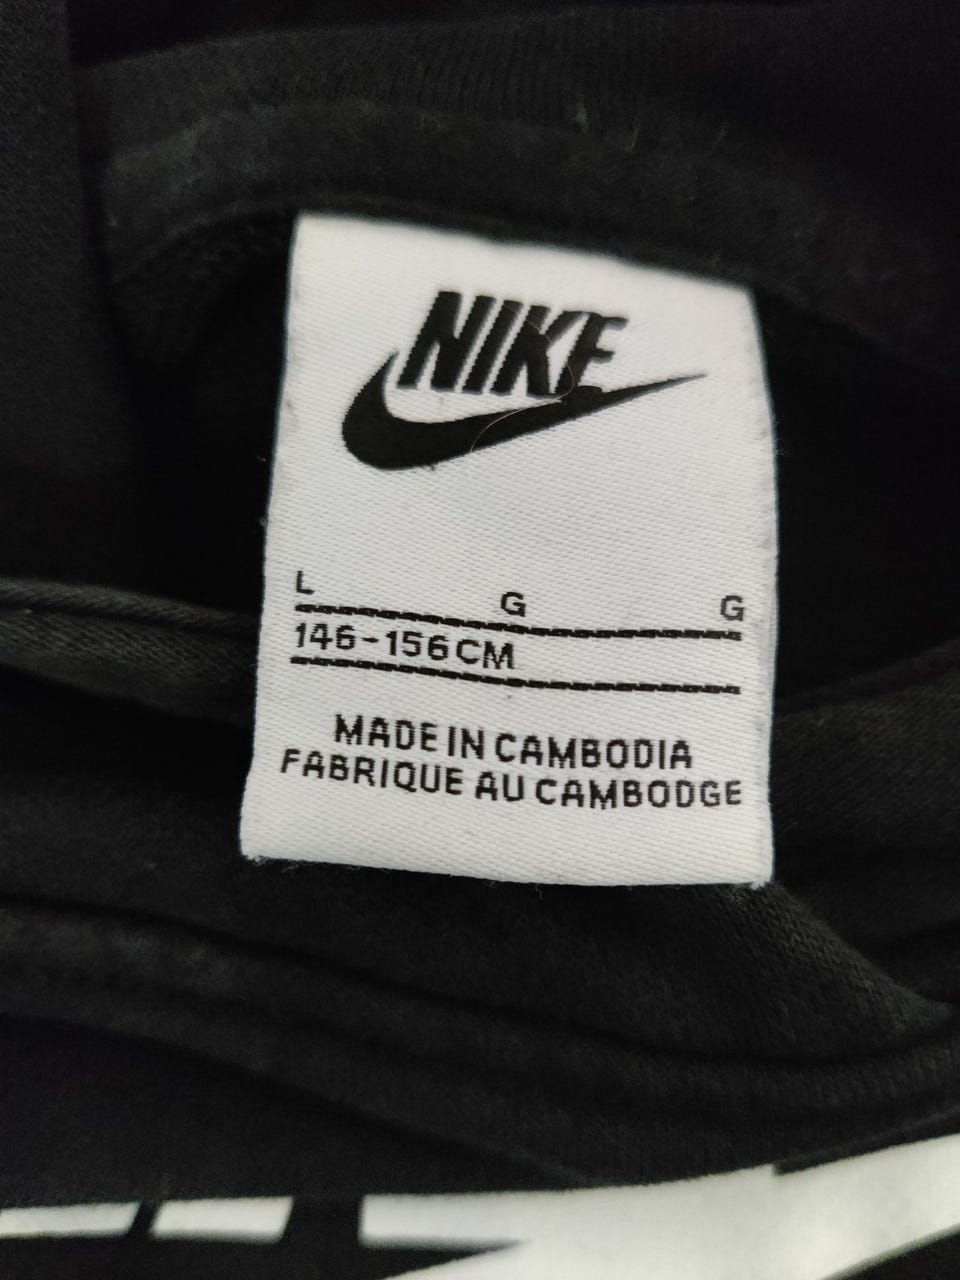 NIKE
L G G
146-156CM
MADE IN CAMBODIA
FABRIQUE AU CAMBODGE